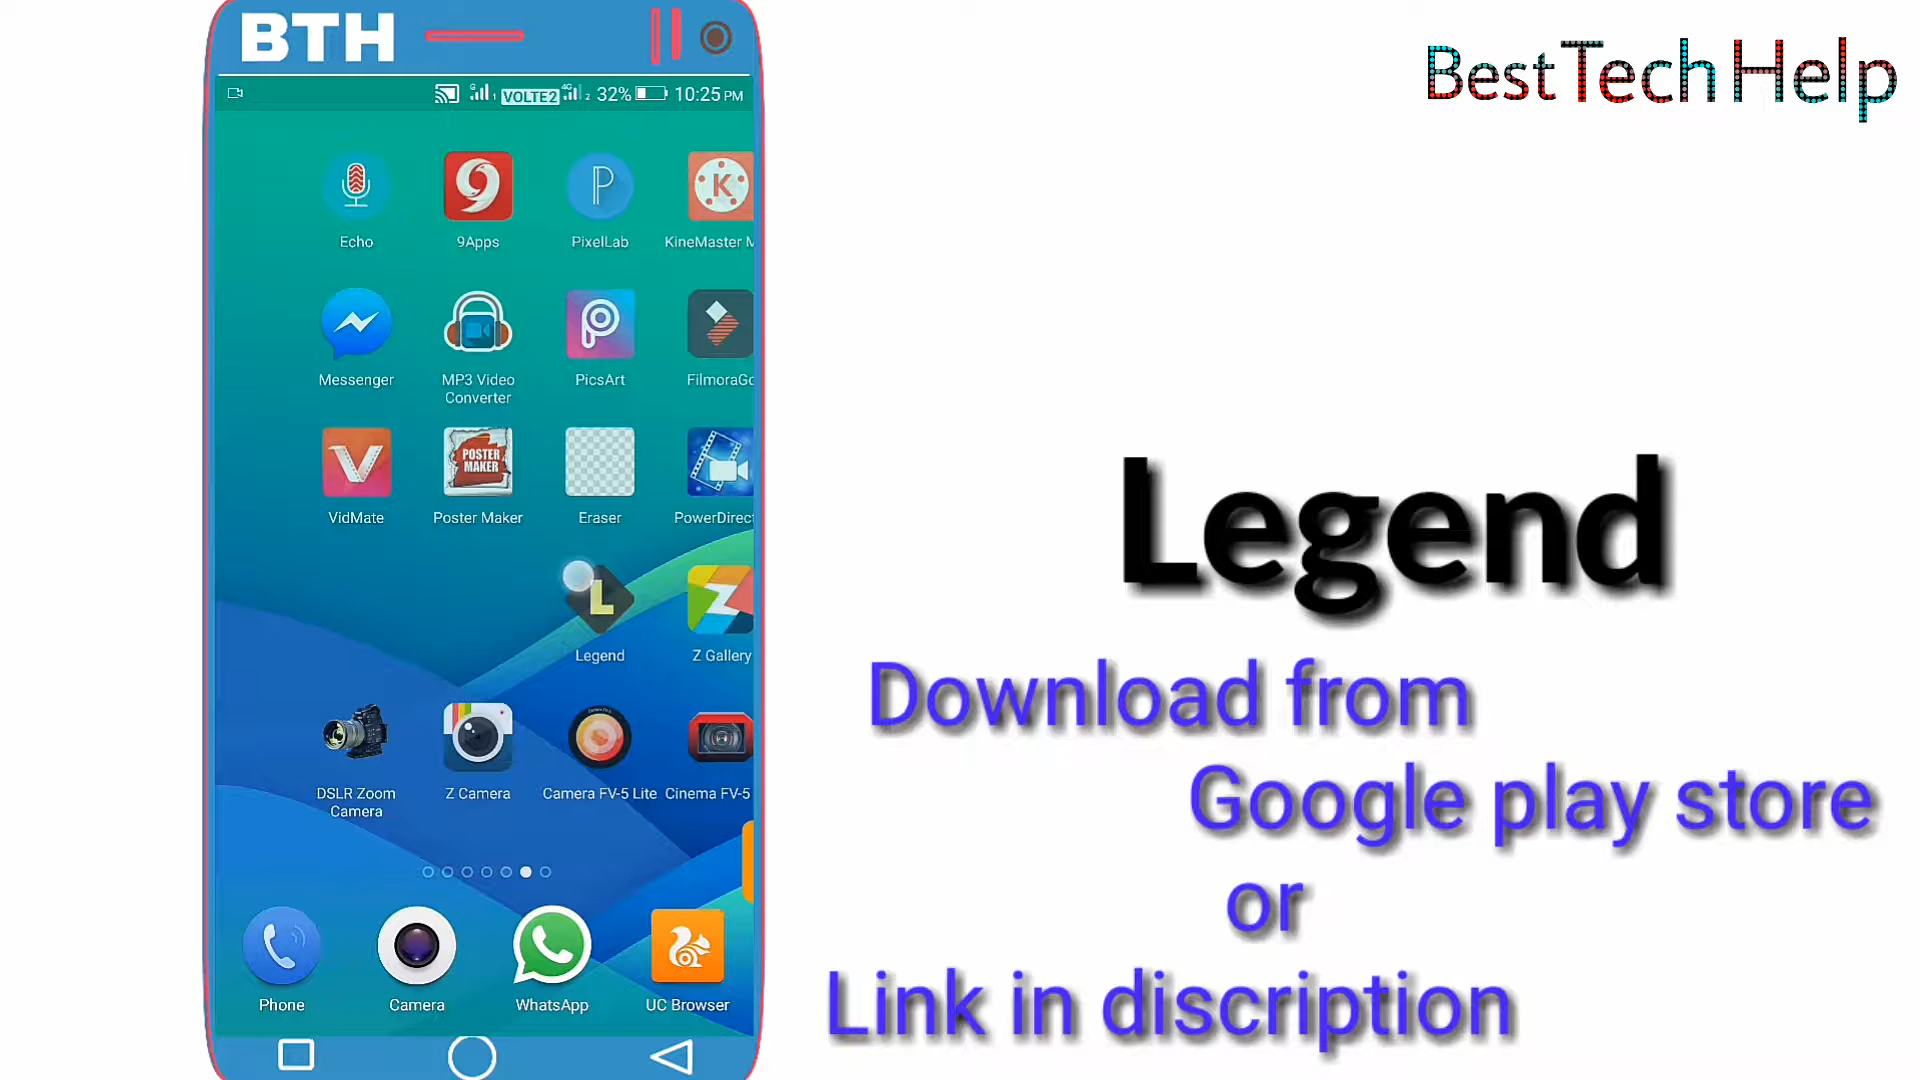 BTH
BestTechHelp
VOLTE2 32% 10:25 PM
Echo 9Apps PixelLab KineMaster M
Messenger MP3 Video Converter PicsArt FilmoraGo
POSTER MAKER
VidMate Poster Maker Eraser PowerDirect
Legend Z Gallery
DSLR Zoom Camera Z Camera Camera FV-5 Lite Cinema FV-5
Phone Camera WhatsApp UC Browser
Legend
Download from
Google play store
or
Link in discription